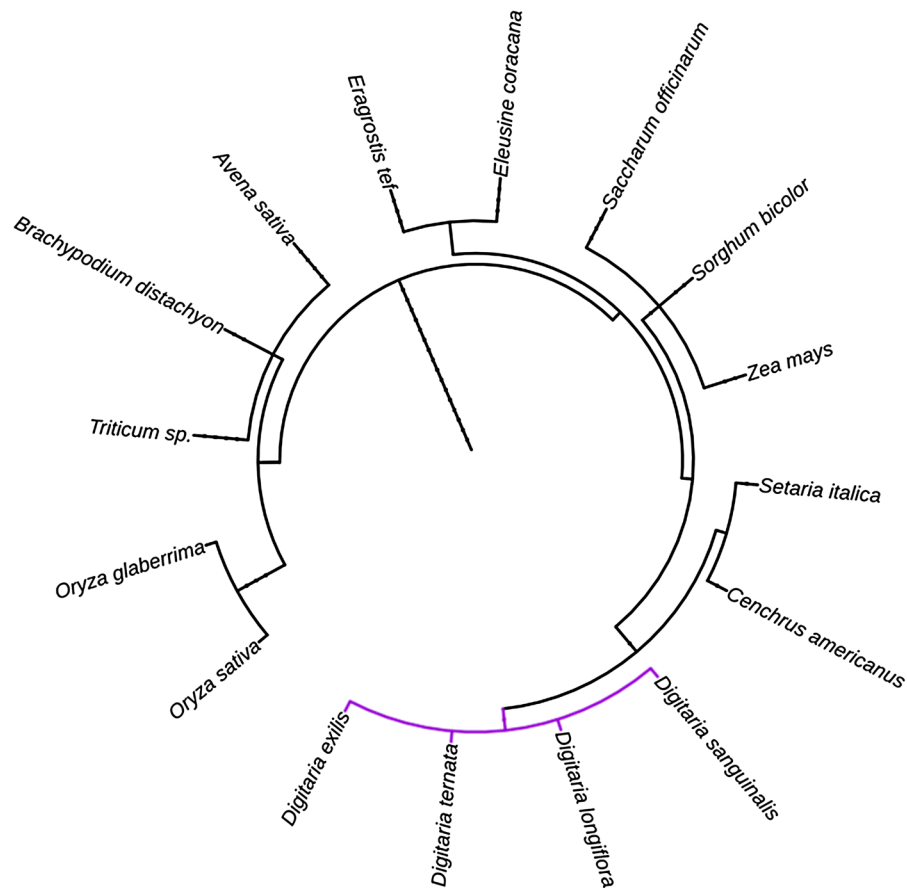 Eleusine coracana
Saccharum officinarum
Eragrostis tef
Avena sativa
Sorghum bicolor
Brachypodium distachyon
Zea mays
Triticum sp.
Setaria italica
Oryza glaberrima
Cenchrus americanus
Oryza sativa
Digitaria sanguinalis
Digitaria exilis
Digitaria ternata
Digitaria longiflora